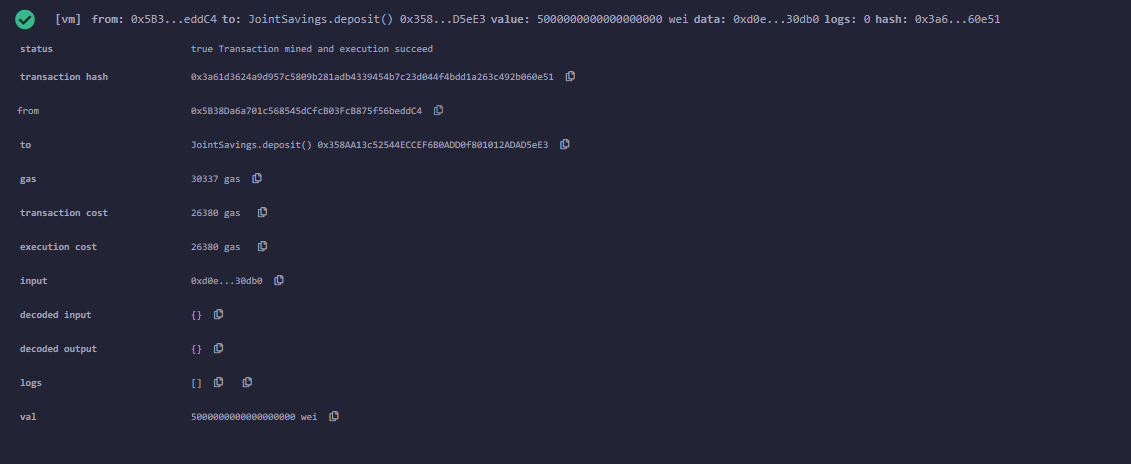 [vm] from: 0x5B3...eddC4 to: JointSavings.deposit() 0x358...D5eE3 value: 5000000000000000000 wei data: 0xd0e...30db0 logs: 0 hash: 0x3a6...60e51
status true Transaction mined and execution succeed
transaction hash 0x3a61d3624a9d957c5809b281adb4339454b7c23d044f4bdd1a263c492b060e51
from 0x5B38Da6a701c568545dCfcB03FcB875f56beddC4
to JointSavings.deposit() 0x358AA13c52544ECCEF6B0ADD0f801012ADAD5eE3
gas 30337 gas
transaction cost 26380 gas
execution cost 26380 gas
input 0xd0e...30db0
decoded input {}
decoded output {}
logs []
val 5000000000000000000 wei